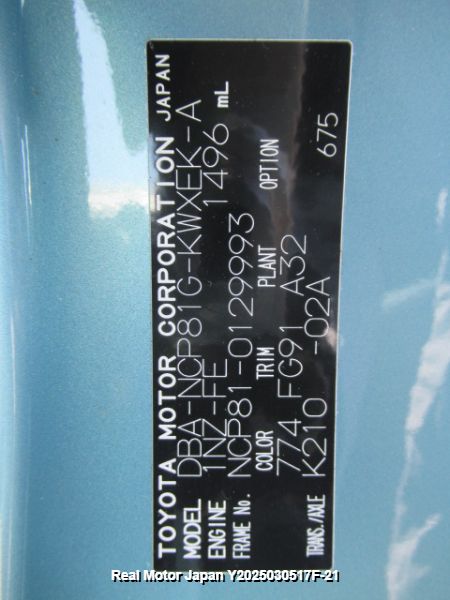 TOYOTA MOTOR CORPORATION JAPAN
MODEL DBA-NCP81G-KWXEK-A
ENGINE 1NZ-FE 1496 mL
FRAME No. NCP81-0129993
COLOR TRIM PLANT OPTION
774 FG91 A32
TRANS./AXLE K210 -02A 675
Real Motor Japan Y2025030517F-21